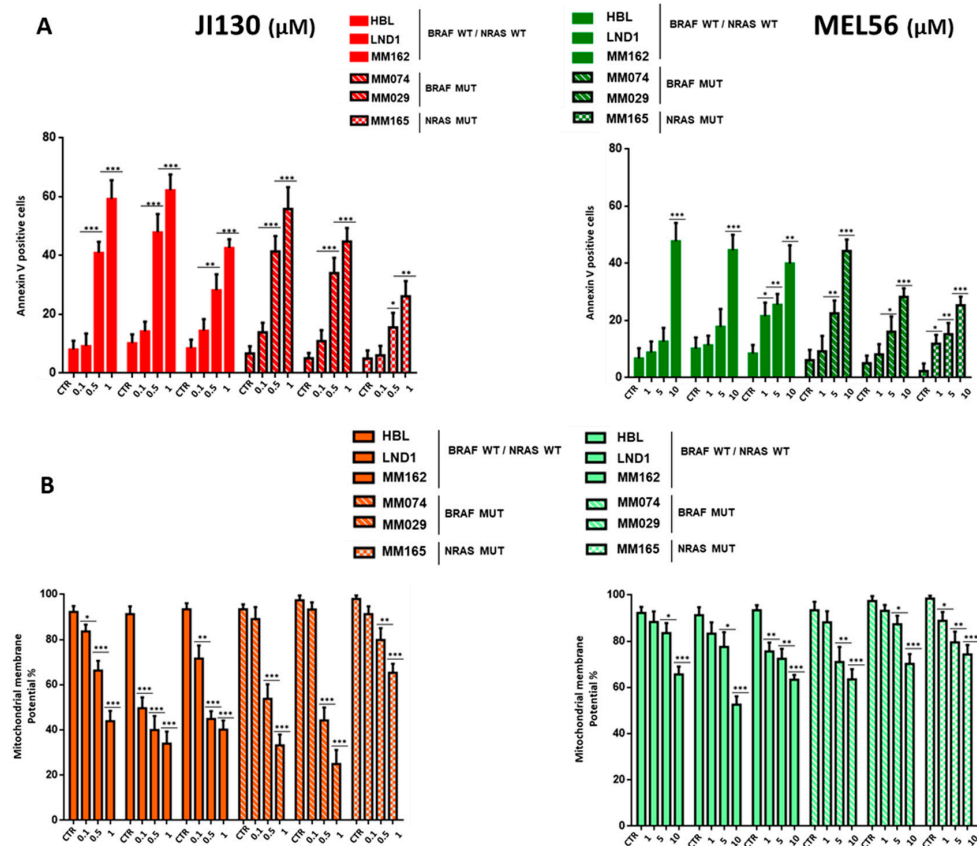 A
JI130 (µM)
HBL
LND1
MM162
BRAF WT / NRAS WT
MM074
MM029
BRAF MUT
MM165
NRAS MUT
MEL56 (µM)
HBL
LND1
MM162
BRAF WT / NRAS WT
MM074
MM029
BRAF MUT
MM165
NRAS MUT
Annexin V positive cells
80
60
40
20
0
*** *** *** *** ** *** *** *** *** *** * **
CTR 0.1 0.5 1 CTR 0.1 0.5 1 CTR 0.1 0.5 1 CTR 0.1 0.5 1 CTR 0.1 0.5 1 CTR 0.1 0.5 1
Annexin V positive cells
80
60
40
20
0
*** *** * ** ** ** *** * *** * ** ***
CTR 1 5 10 CTR 1 5 10 CTR 1 5 10 CTR 1 5 10 CTR 1 5 10 CTR 1 5 10
B
HBL
LND1
MM162
BRAF WT / NRAS WT
MM074
MM029
BRAF MUT
MM165
NRAS MUT
HBL
LND1
MM162
BRAF WT / NRAS WT
MM074
MM029
BRAF MUT
MM165
NRAS MUT
Mitochondrial membrane
Potential %
100
80
60
40
20
0
* *** *** *** *** *** ** *** *** *** *** *** *** ** ***
CTR 0.1 0.5 1 CTR 0.1 0.5 1 CTR 0.1 0.5 1 CTR 0.1 0.5 1 CTR 0.1 0.5 1 CTR 0.1 0.5 1
Mitochondrial membrane
Potential %
100
80
60
40
20
0
* *** * *** ** ** *** ** *** * *** * ** ***
CTR 1 5 10 CTR 1 5 10 CTR 1 5 10 CTR 1 5 10 CTR 1 5 10 CTR 1 5 10